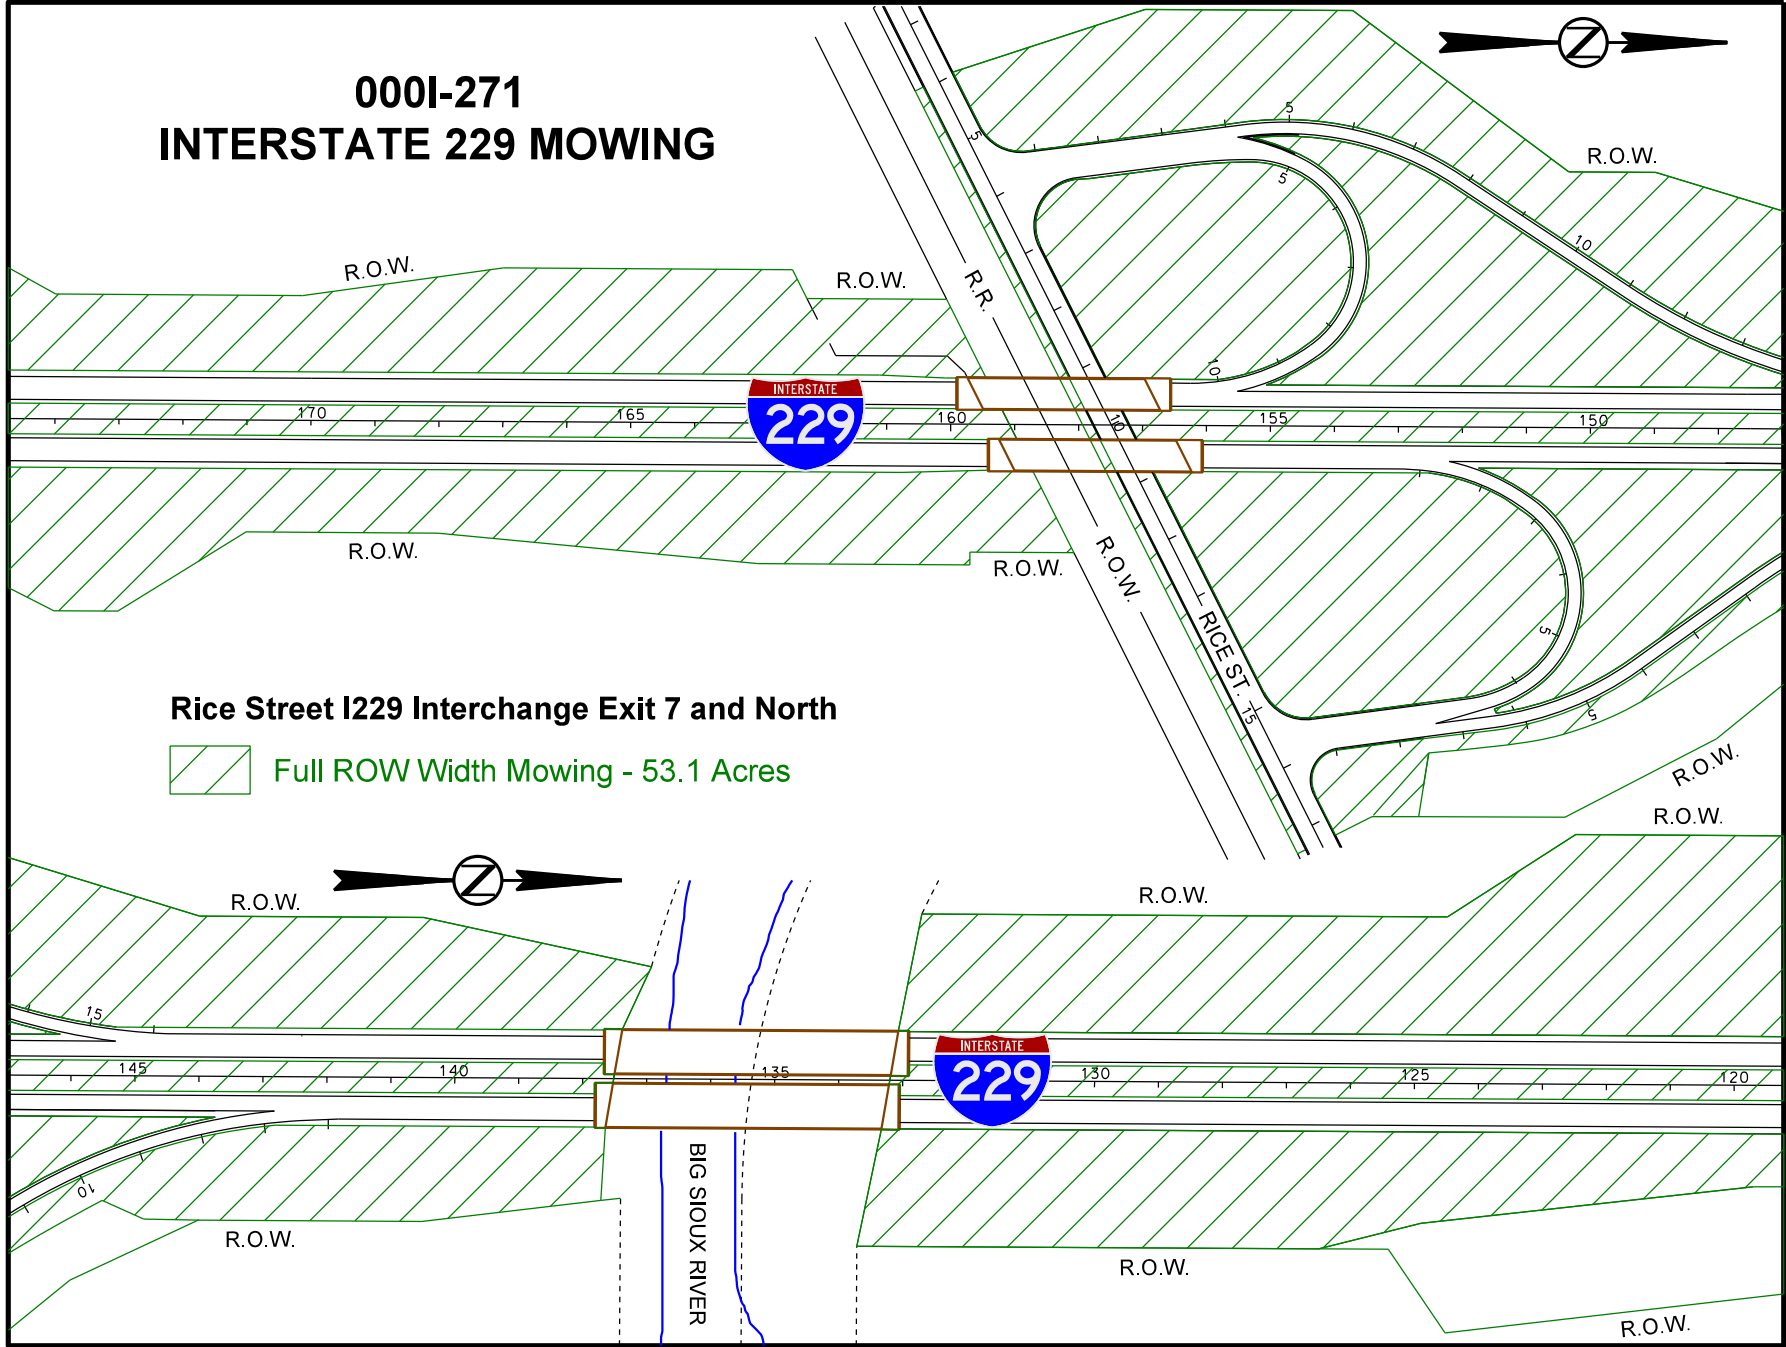 000I-271
INTERSTATE 229 MOWING
Z
R.O.W.
5
5
5
10
R.O.W.
R.O.W.
R.R.
10
170
165
INTERSTATE
229
160
10
155
150
R.O.W.
R.O.W.
R.O.W.
RICE ST.
5
15
5
R.O.W.
Rice Street I229 Interchange Exit 7 and North
Full ROW Width Mowing - 53.1 Acres
R.O.W.
Z
R.O.W.
R.O.W.
15
145
140
135
INTERSTATE
229
130
125
120
10
BIG SIOUX RIVER
R.O.W.
R.O.W.
R.O.W.